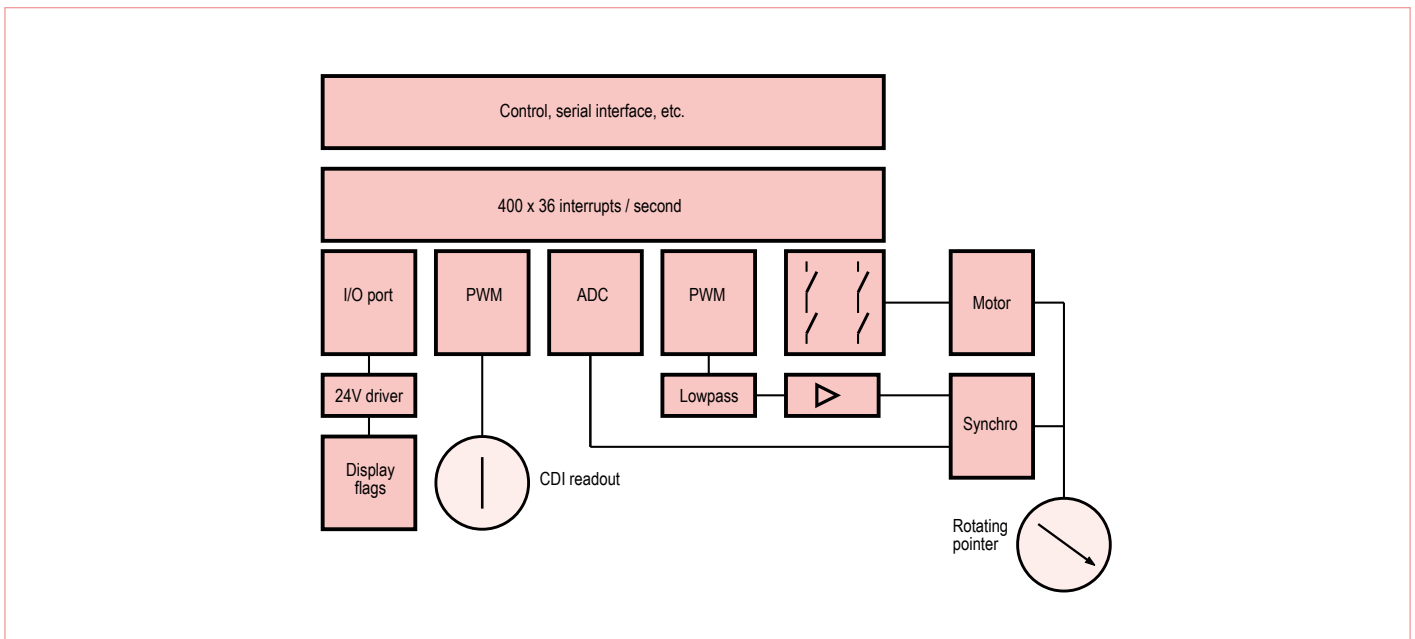 Control, serial interface, etc.
400 x 36 interrupts / second
I/O port
PWM
ADC
PWM
Motor
24V driver
Lowpass
Synchro
Display
flags
CDI readout
Rotating
pointer